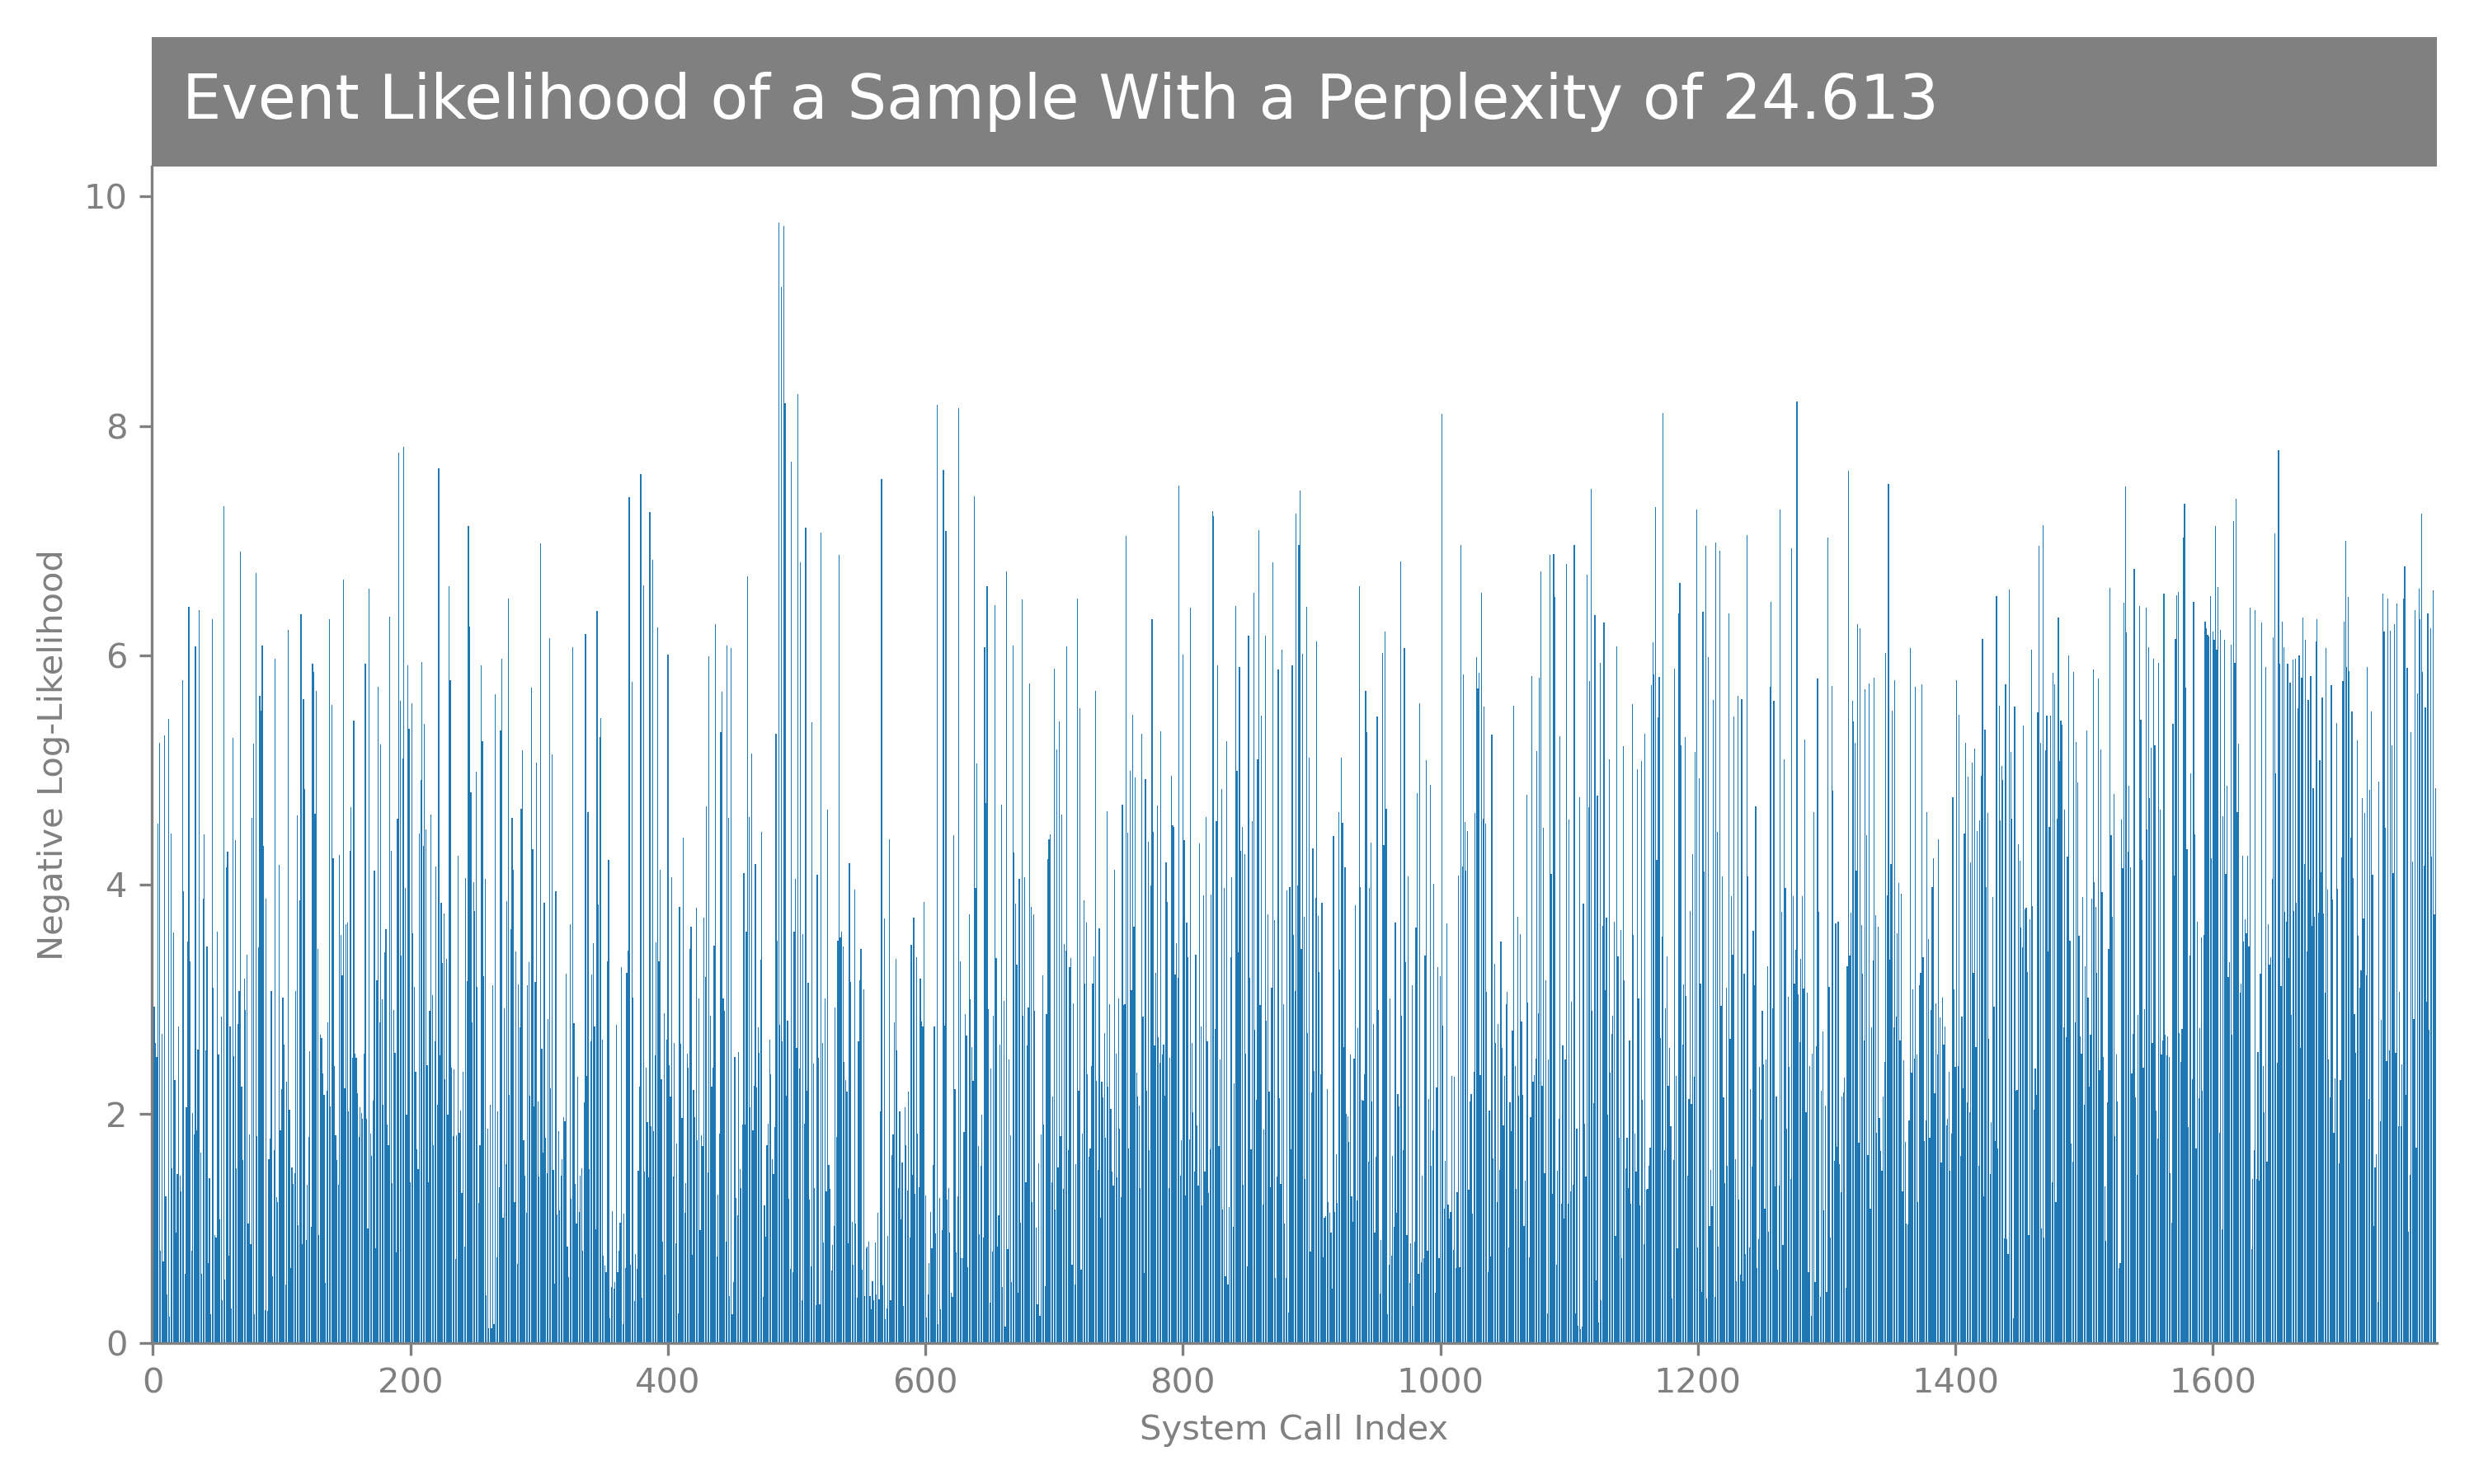 Event Likelihood of a Sample With a Perplexity of 24.613
10
8
6
4
2
0
Negative Log-Likelihood
0 200 400 600 800 1000 1200 1400 1600
System Call Index